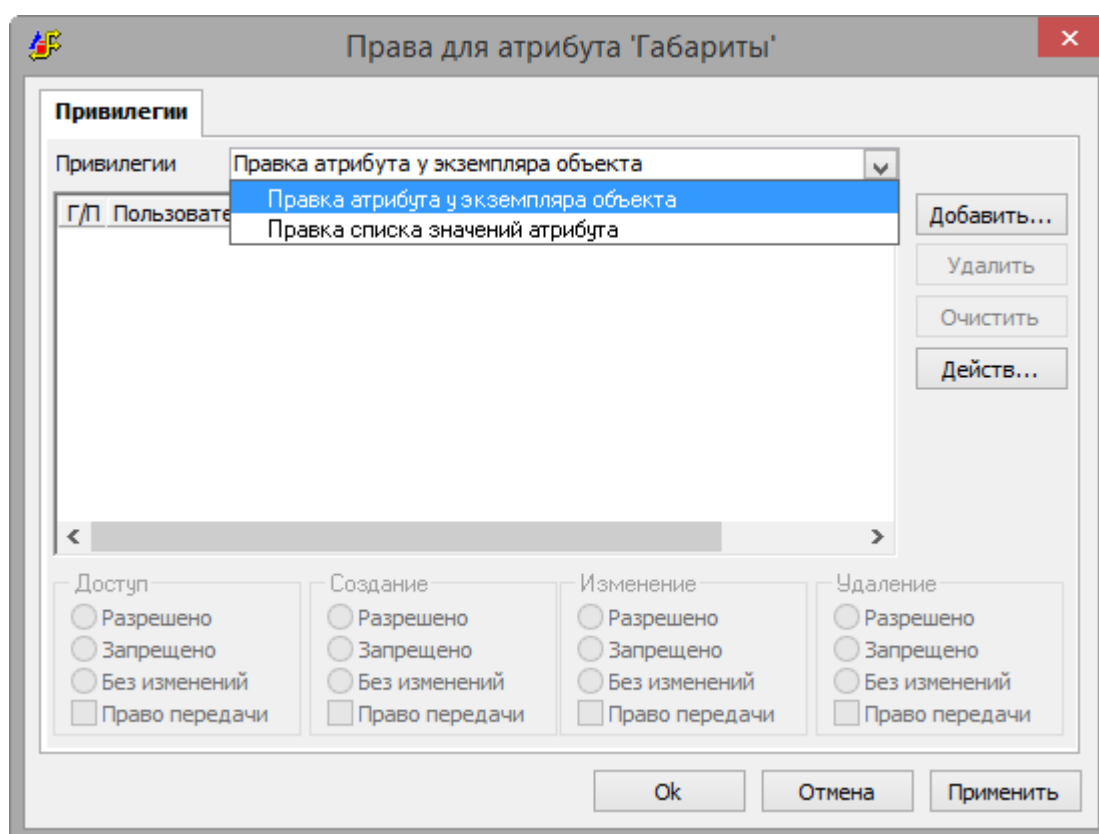 Права для атрибута 'Габариты'
Привилегии
Привилегии Правка атрибута у экземпляра объекта
Г/П Пользовате
Правка атрибута у экземпляра объекта
Правка списка значений атрибута
Добавить...
Удалить
Очистить
Действ...
Доступ Создание Изменение Удаление
Разрешено Разрешено Разрешено Разрешено
Запрещено Запрещено Запрещено Запрещено
Без изменений Без изменений Без изменений Без изменений
Право передачи Право передачи Право передачи Право передачи
Ok Отмена Применить